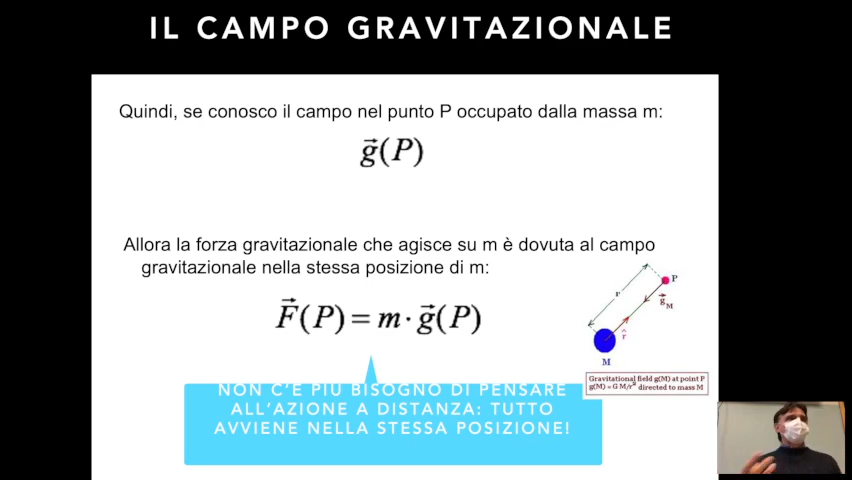 IL CAMPO GRAVITAZIONALE
Quindi, se conosco il campo nel punto P occupato dalla massa m:
g⃗(P)
Allora la forza gravitazionale che agisce su m è dovuta al campo
gravitazionale nella stessa posizione di m:
F⃗(P) = m · g⃗(P)
P
r
g⃗M
r̂
M
Gravitational field g(M) at point P
g(M) = G M/r² directed to mass M
NON C'È PIÙ BISOGNO DI PENSARE
ALL'AZIONE A DISTANZA: TUTTO
AVVIENE NELLA STESSA POSIZIONE!